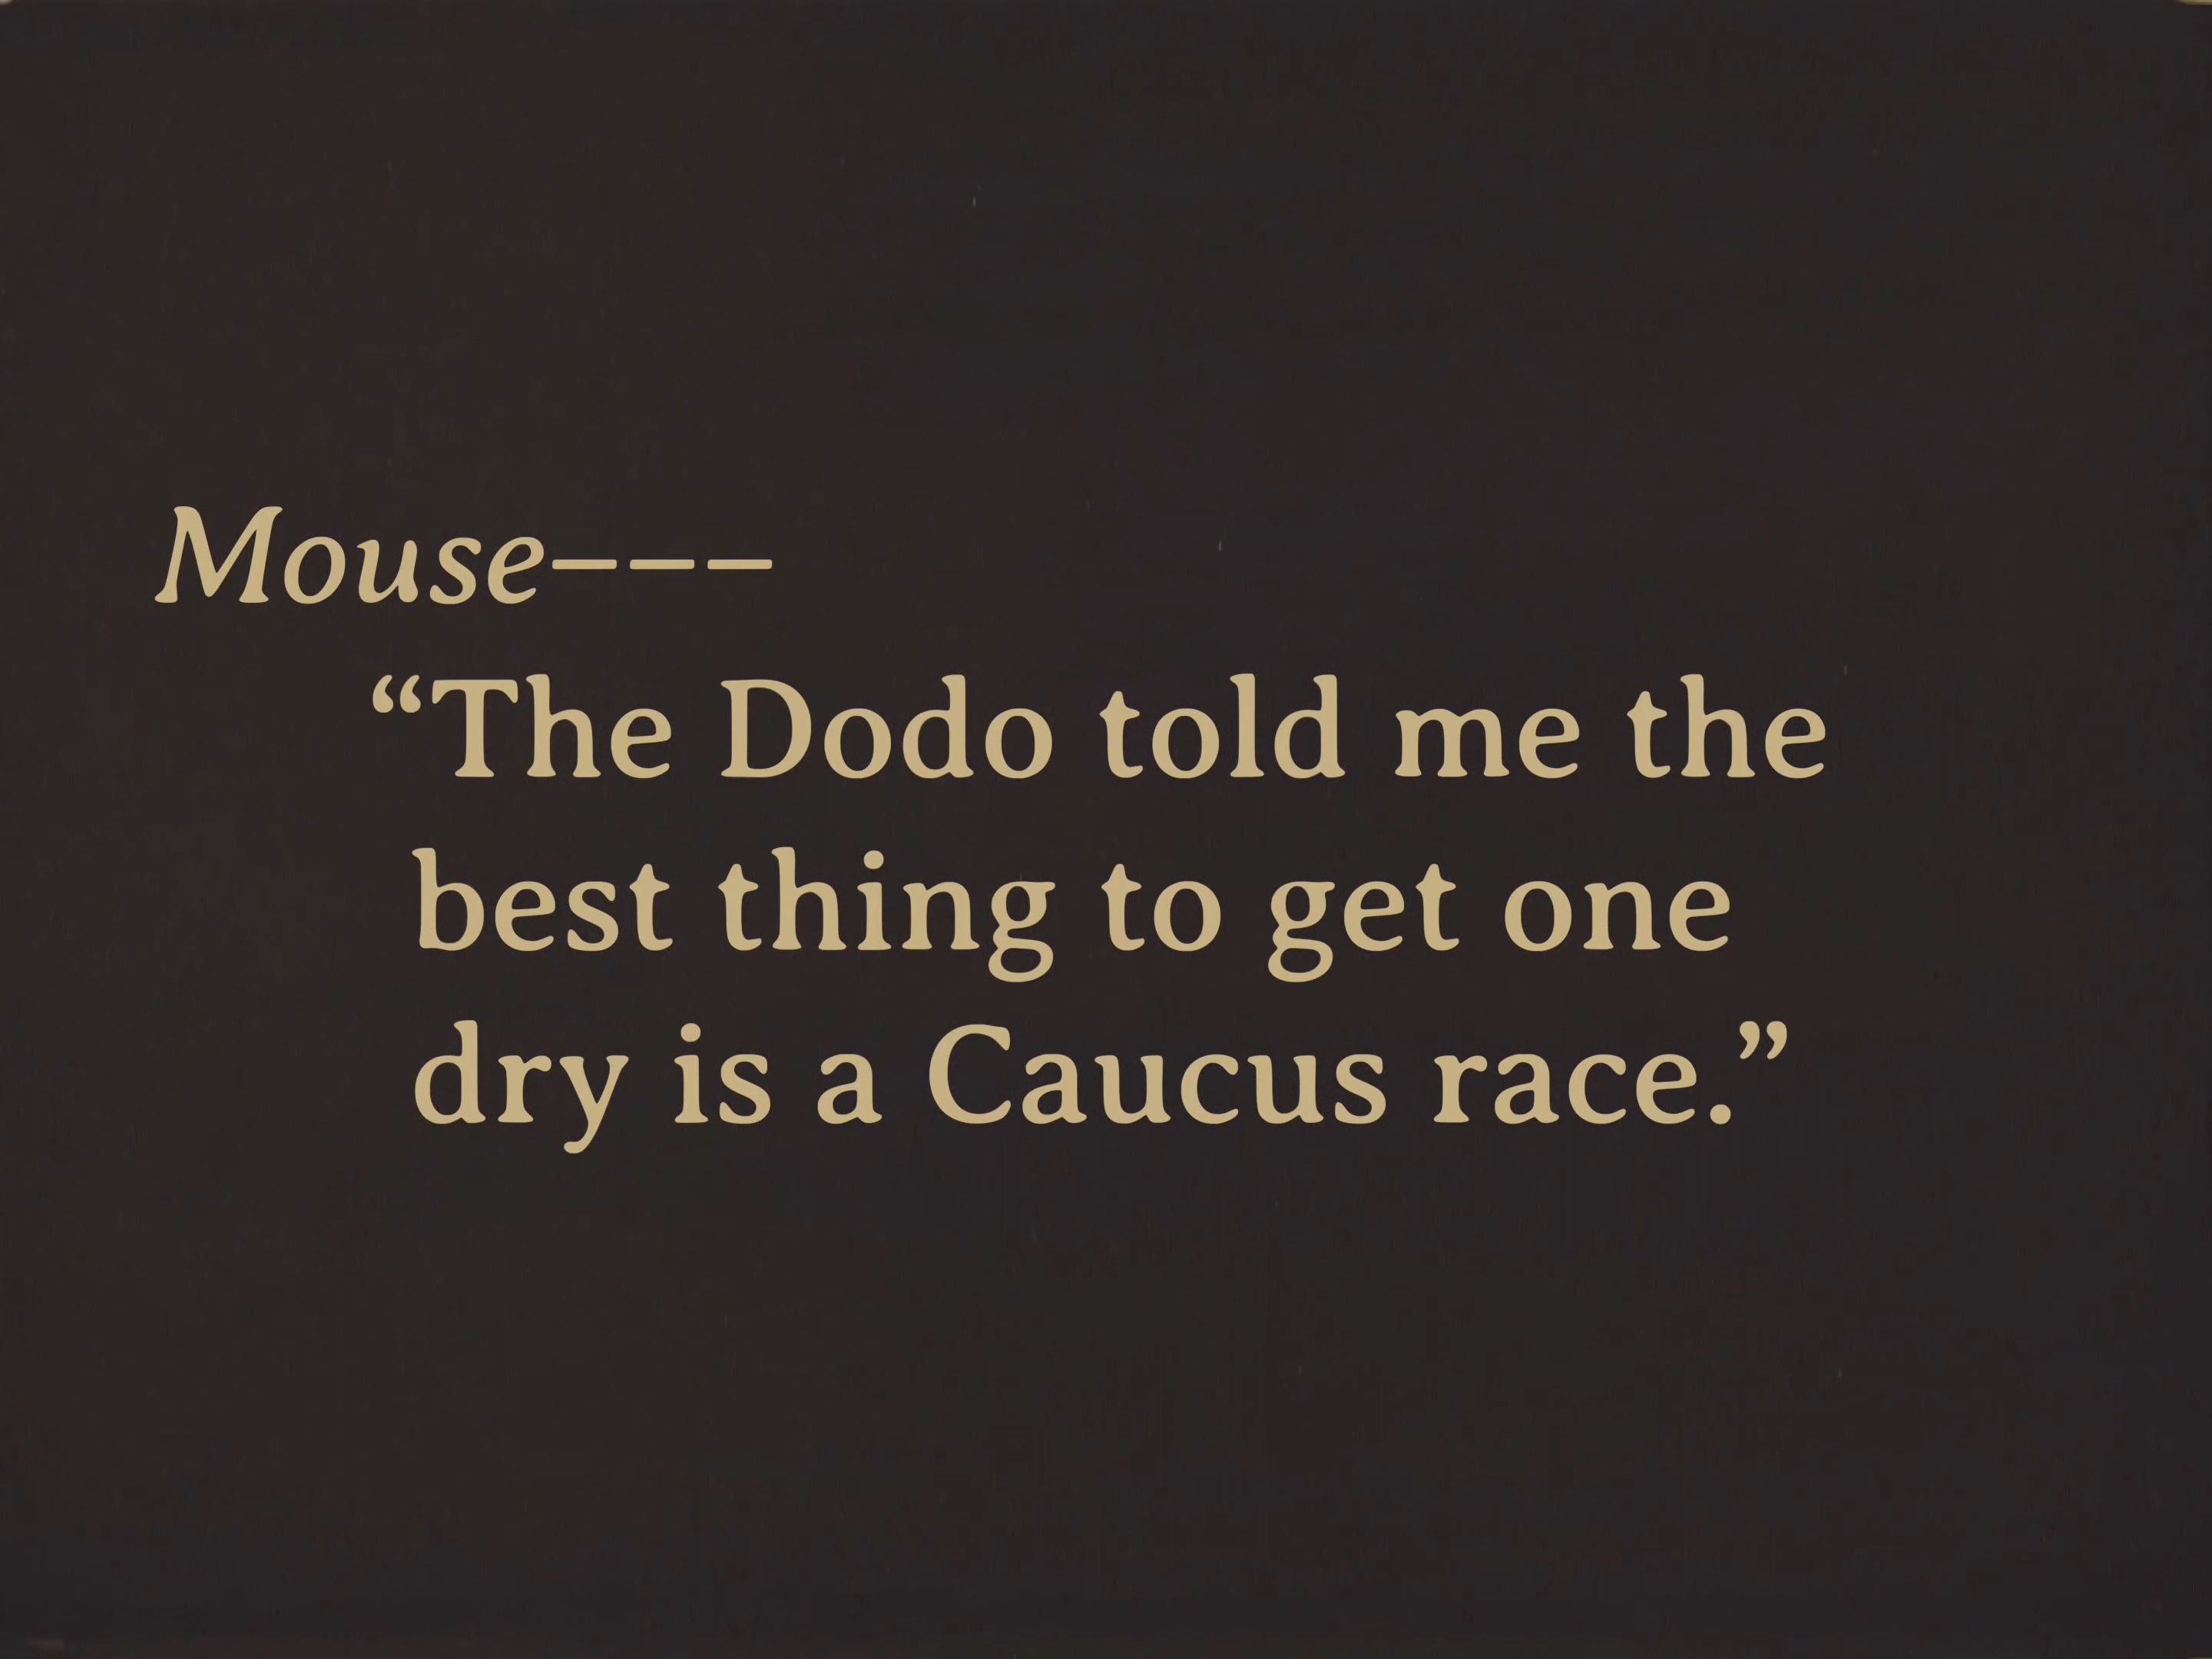 Mouse–––
“The Dodo told me the
best thing to get one
dry is a Caucus race.”